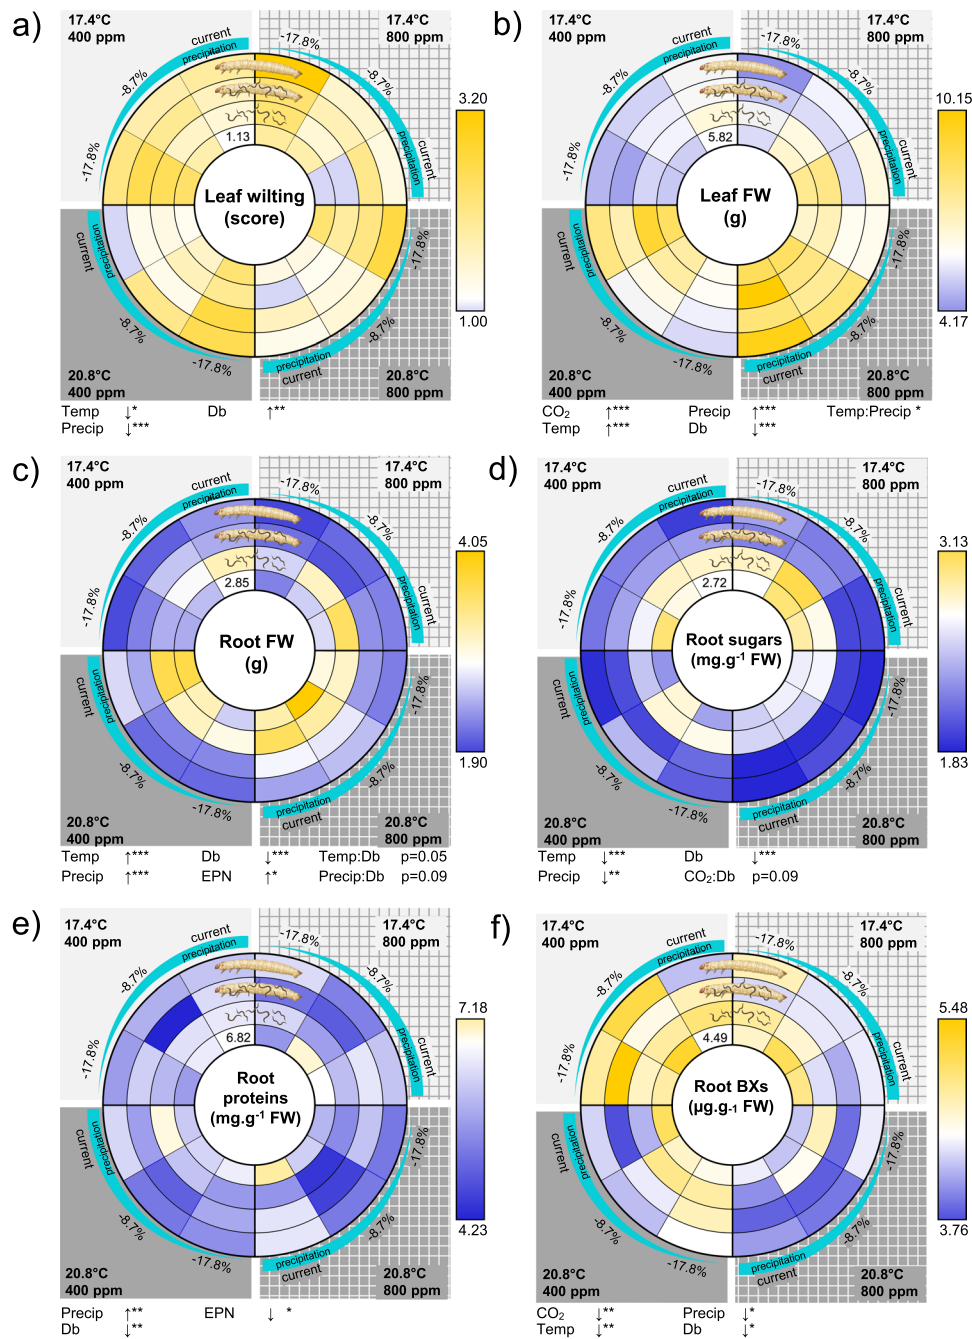 a)
17.4°C
400 ppm
17.4°C
800 ppm
current
precipitation
-17.8%
-8.7%
-8.7%
-17.8%
precipitation
current
1.13
Leaf wilting
(score)
3.20
1.00
precipitation
current
-8.7%
-17.8%
-17.8%
-8.7%
precipitation
current
20.8°C
400 ppm
20.8°C
800 ppm
Temp ↓* Db ↑**
Precip ↓***
b)
17.4°C
400 ppm
17.4°C
800 ppm
current
precipitation
-17.8%
-8.7%
-8.7%
-17.8%
precipitation
current
5.82
Leaf FW
(g)
10.15
4.17
precipitation
current
-8.7%
-17.8%
-17.8%
-8.7%
precipitation
current
20.8°C
400 ppm
20.8°C
800 ppm
CO₂ ↑*** Precip ↑*** Temp:Precip *
Temp ↑*** Db ↓***
c)
17.4°C
400 ppm
17.4°C
800 ppm
current
precipitation
-17.8%
-8.7%
-8.7%
-17.8%
precipitation
current
2.85
Root FW
(g)
4.05
1.90
precipitation
current
-8.7%
-17.8%
-17.8%
-8.7%
precipitation
current
20.8°C
400 ppm
20.8°C
800 ppm
Temp ↑*** Db ↓*** Temp:Db p=0.05
Precip ↑*** EPN ↑* Precip:Db p=0.09
d)
17.4°C
400 ppm
17.4°C
800 ppm
current
precipitation
-17.8%
-8.7%
-8.7%
-17.8%
precipitation
current
2.72
Root sugars
(mg.g⁻¹ FW)
3.13
1.83
precipitation
current
-8.7%
-17.8%
-17.8%
-8.7%
precipitation
current
20.8°C
400 ppm
20.8°C
800 ppm
Temp ↓*** Db ↓***
Precip ↓** CO₂:Db p=0.09
e)
17.4°C
400 ppm
17.4°C
800 ppm
current
precipitation
-17.8%
-8.7%
-8.7%
-17.8%
precipitation
current
6.82
Root
proteins
(mg.g⁻¹ FW)
7.18
4.23
precipitation
current
-8.7%
-17.8%
-17.8%
-8.7%
precipitation
current
20.8°C
400 ppm
20.8°C
800 ppm
Precip ↑** EPN ↓ *
Db ↓**
f)
17.4°C
400 ppm
17.4°C
800 ppm
current
precipitation
-17.8%
-8.7%
-8.7%
-17.8%
precipitation
current
4.49
Root BXs
(µg.g₋₁ FW)
5.48
3.76
precipitation
current
-8.7%
-17.8%
-17.8%
-8.7%
precipitation
current
20.8°C
400 ppm
20.8°C
800 ppm
CO₂ ↓** Precip ↓*
Temp ↓** Db ↓*